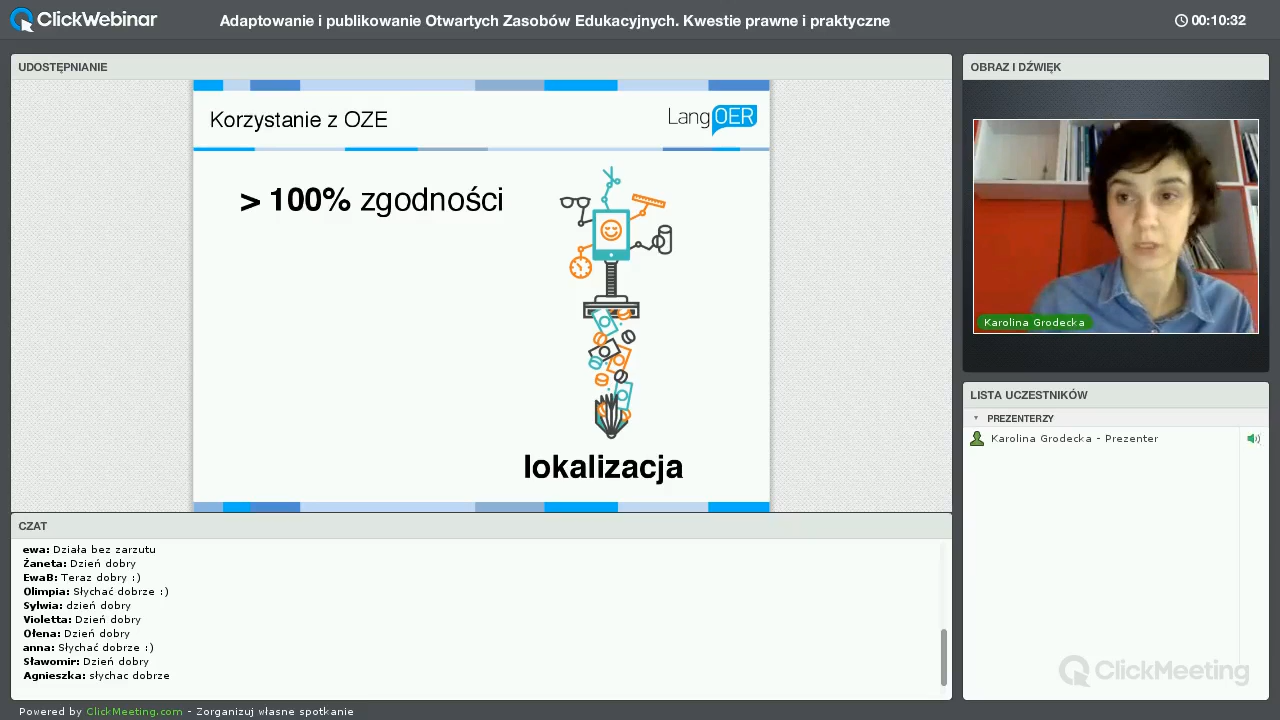 ClickWebinar
Adaptowanie i publikowanie Otwartych Zasobów Edukacyjnych. Kwestie prawne i praktyczne
00:10:32
UDOSTĘPNIANIE
Korzystanie z OZE
LangOER
> 100% zgodności
lokalizacja
OBRAZ I DŹWIĘK
Karolina Grodecka
LISTA UCZESTNIKÓW
PREZENTERZY
Karolina Grodecka - Prezenter
CZAT
ewa: Działa bez zarzutu
Żaneta: Dzień dobry
EwaB: Teraz dobry :)
Olimpia: Słychać dobrze :)
Sylwia: dzień dobry
Violetta: Dzień dobry
Ołena: Dzień dobry
anna: Słychać dobrze :)
Sławomir: Dzień dobry
Agnieszka: słychac dobrze
ClickMeeting
Powered by ClickMeeting.com - Zorganizuj własne spotkanie